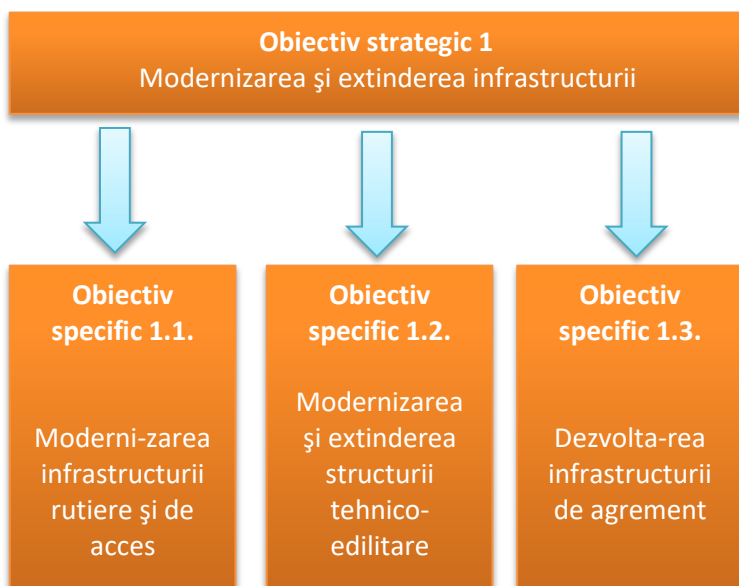 Obiectiv strategic 1
Modernizarea şi extinderea infrastructurii
Obiectiv
specific 1.1.
Moderni-zarea
infrastructurii
rutiere şi de
acces
Obiectiv
specific 1.2.
Modernizarea
şi extinderea
structurii
tehnico-
edilitare
Obiectiv
specific 1.3.
Dezvolta-rea
infrastructurii
de agrement